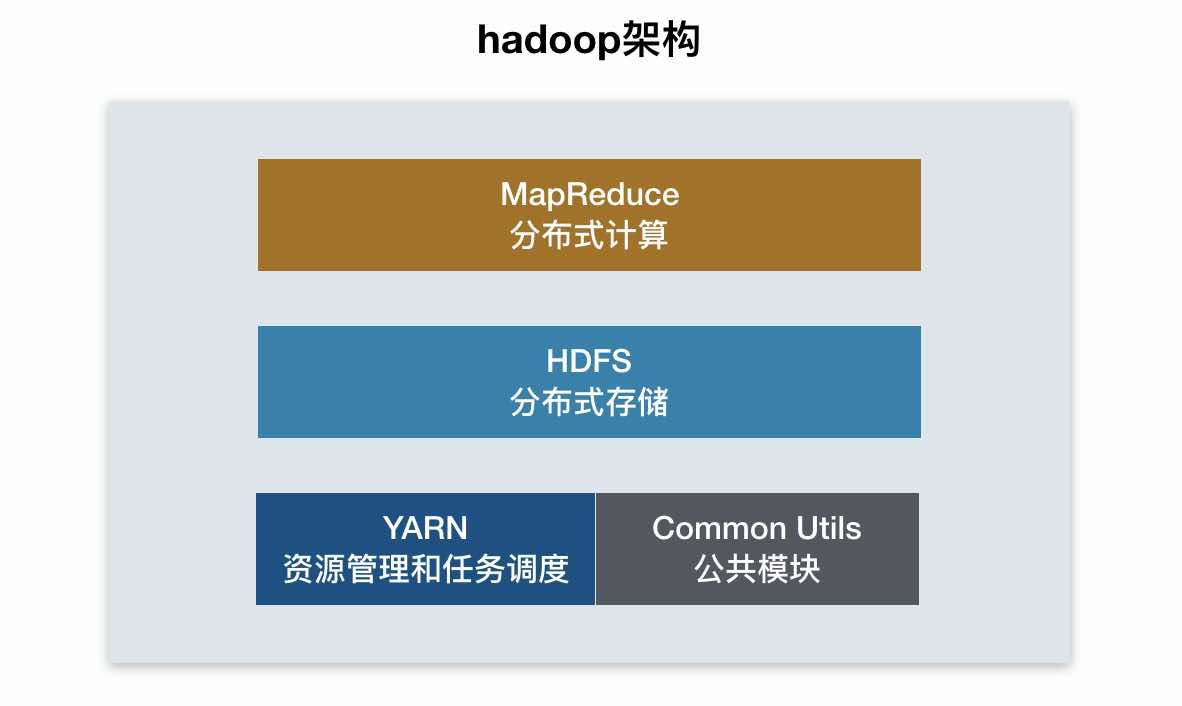 hadoop架构
MapReduce
分布式计算
HDFS
分布式存储
YARN
资源管理和任务调度
Common Utils
公共模块